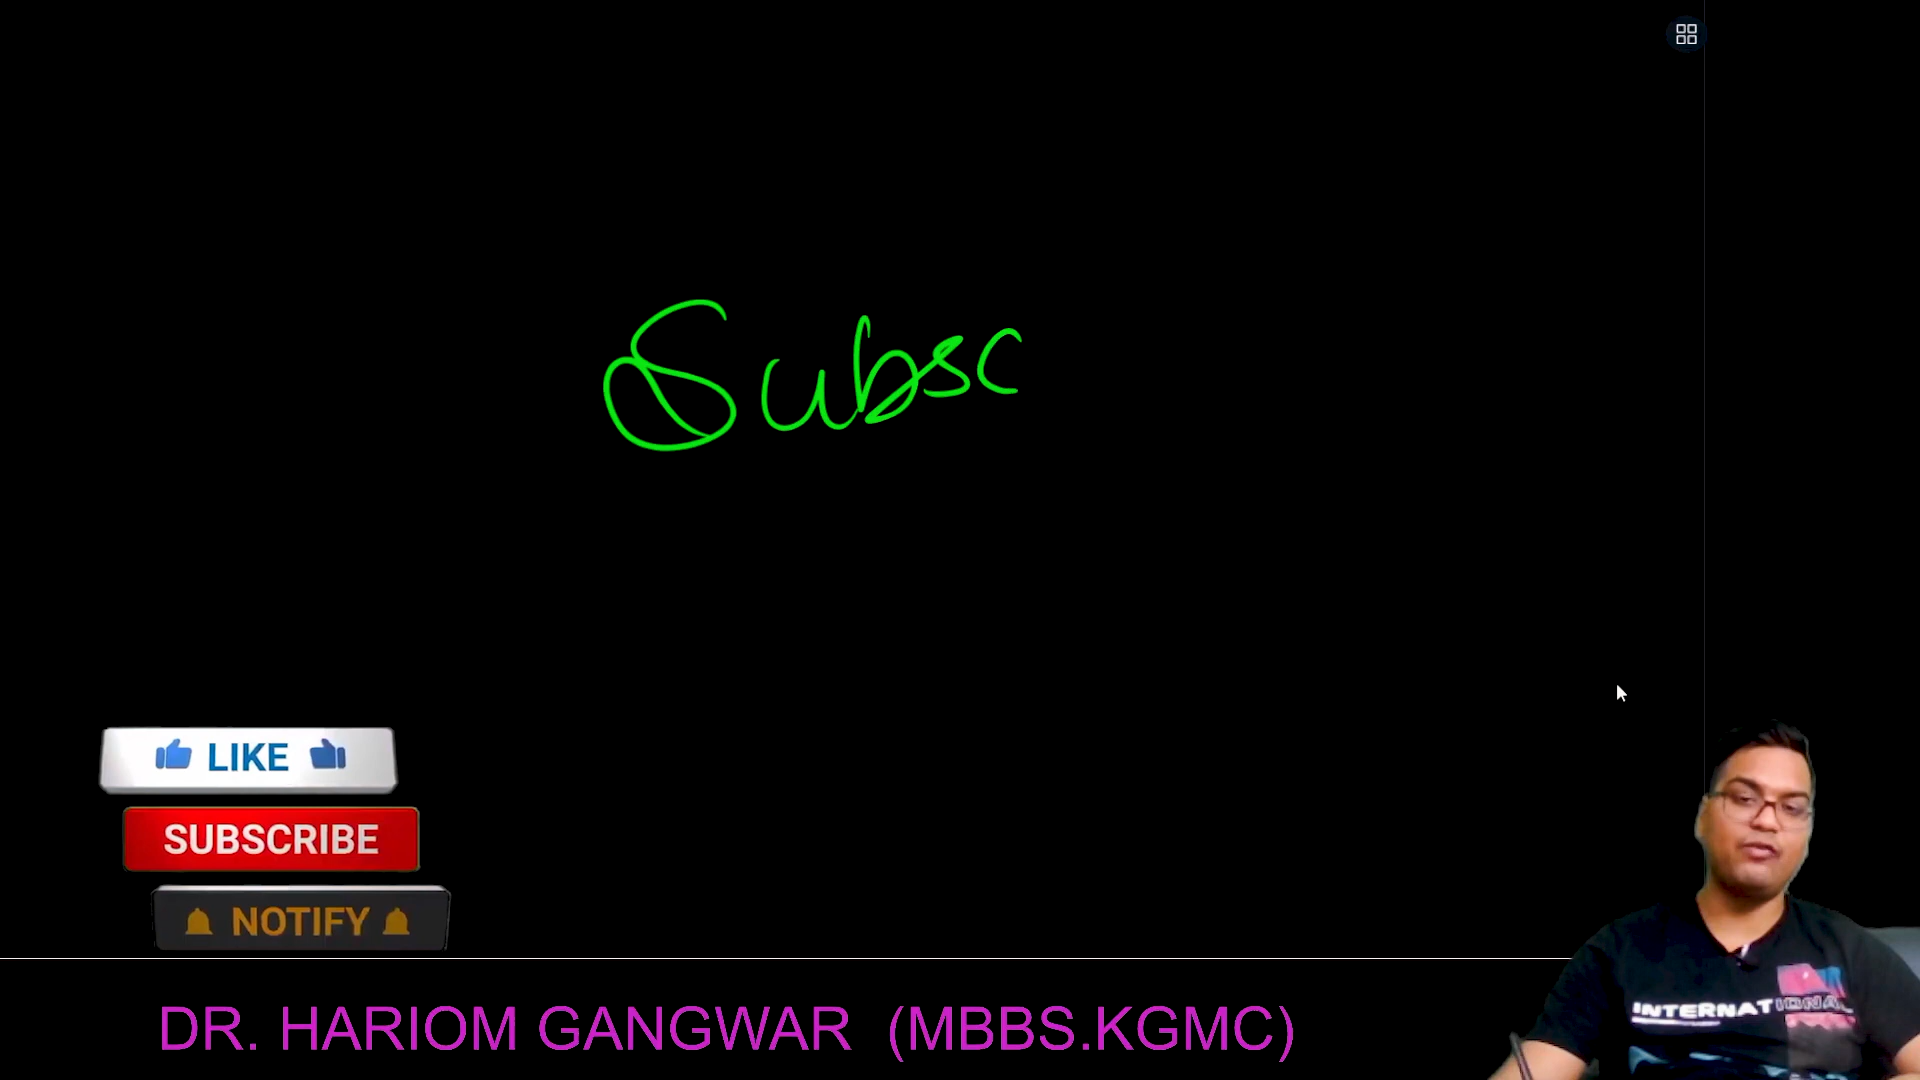 Subsc
LIKE
SUBSCRIBE
NOTIFY
INTERNATIONAL
DR. HARIOM GANGWAR (MBBS.KGMC)